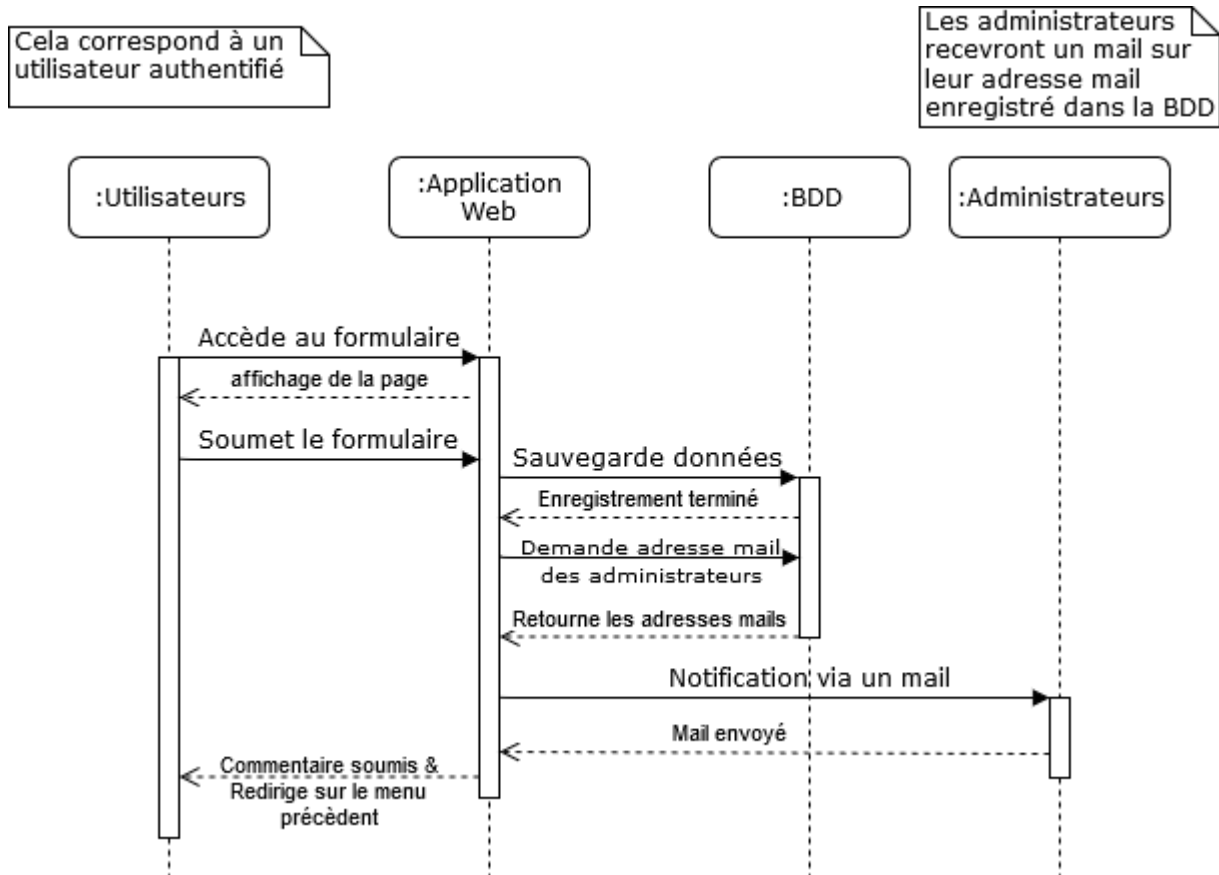 Cela correspond à un
utilisateur authentifié
Les administrateurs
recevront un mail sur
leur adresse mail
enregistré dans la BDD
:Utilisateurs
:Application
Web
:BDD
:Administrateurs
Accède au formulaire
affichage de la page
Soumet le formulaire
Sauvegarde données
Enregistrement terminé
Demande adresse mail
des administrateurs
Retourne les adresses mails
Notification via un mail
Mail envoyé
Commentaire soumis &
Redirige sur le menu
précèdent